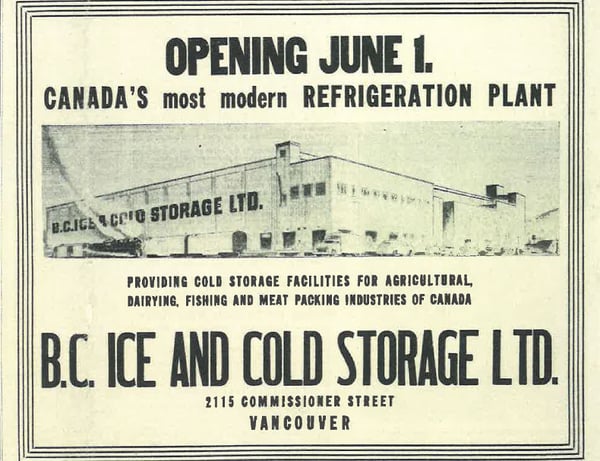 OPENING JUNE 1.
CANADA'S most modern REFRIGERATION PLANT
B.C. ICE & COLD STORAGE LTD.
PROVIDING COLD STORAGE FACILITIES FOR AGRICULTURAL,
DAIRYING, FISHING AND MEAT PACKING INDUSTRIES OF CANADA
B.C. ICE AND COLD STORAGE LTD.
2115 COMMISSIONER STREET
VANCOUVER